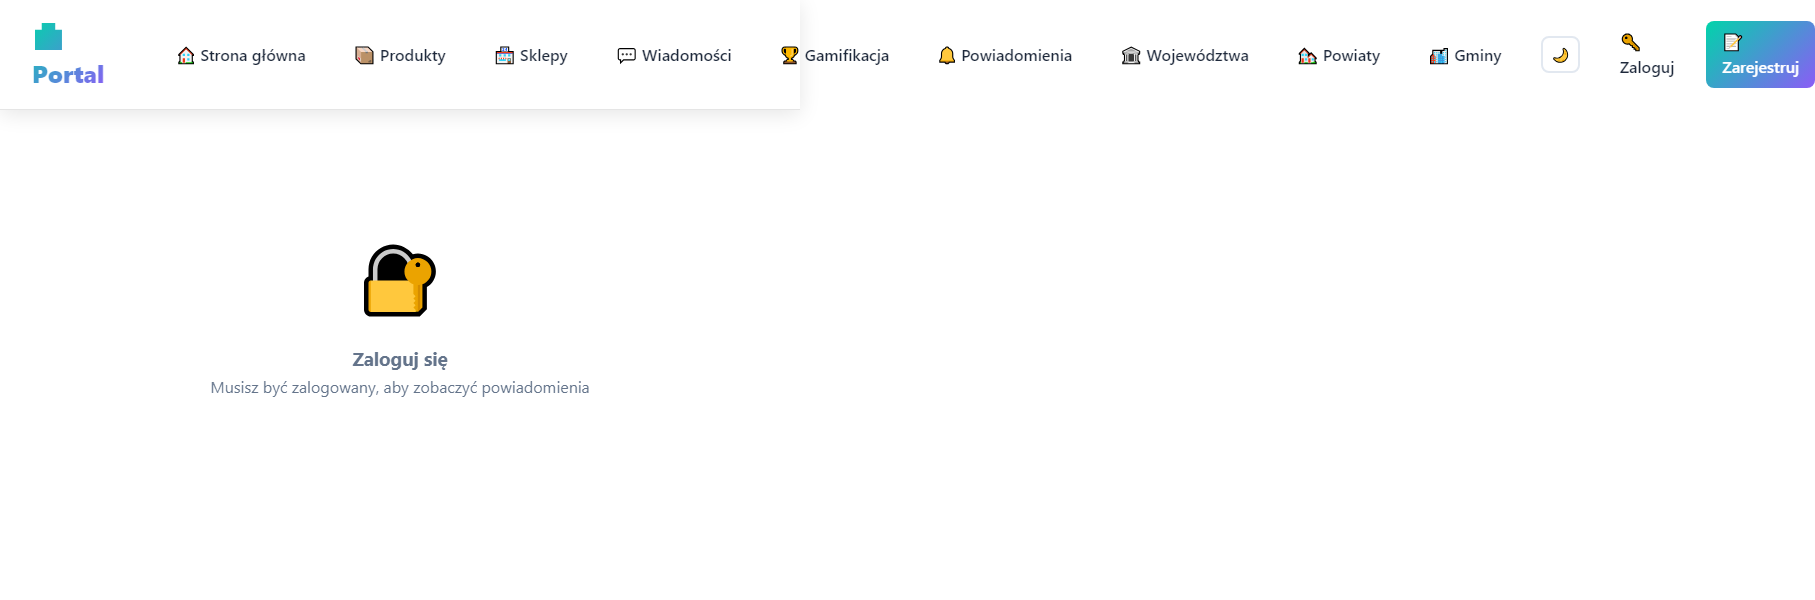 Portal
Strona główna
Produkty
Sklepy
Wiadomości
Gamifikacja
Powiadomienia
Województwa
Powiaty
Gminy
Zaloguj
Zarejestruj
Zaloguj się
Musisz być zalogowany, aby zobaczyć powiadomienia